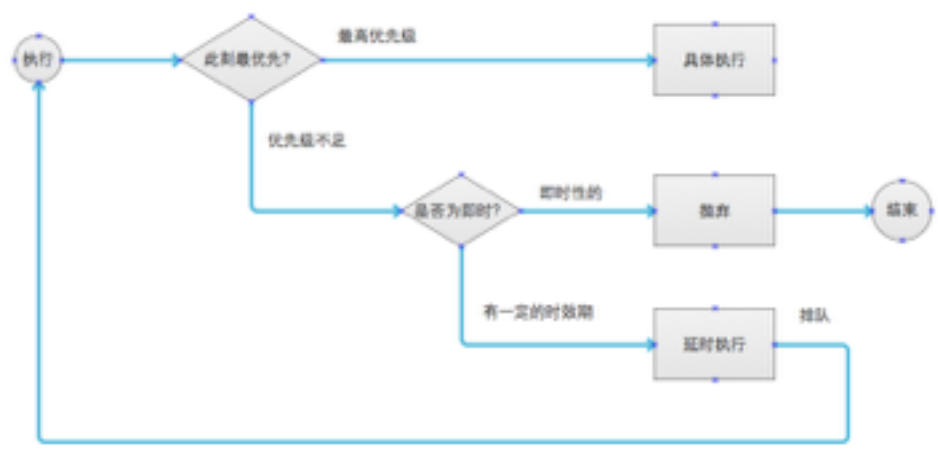 最高优先级
执行
此刻最优先?
具体执行
优先级不足
即时性的
是否为即时?
抛弃
结束
有一定的时效期
排队
延时执行